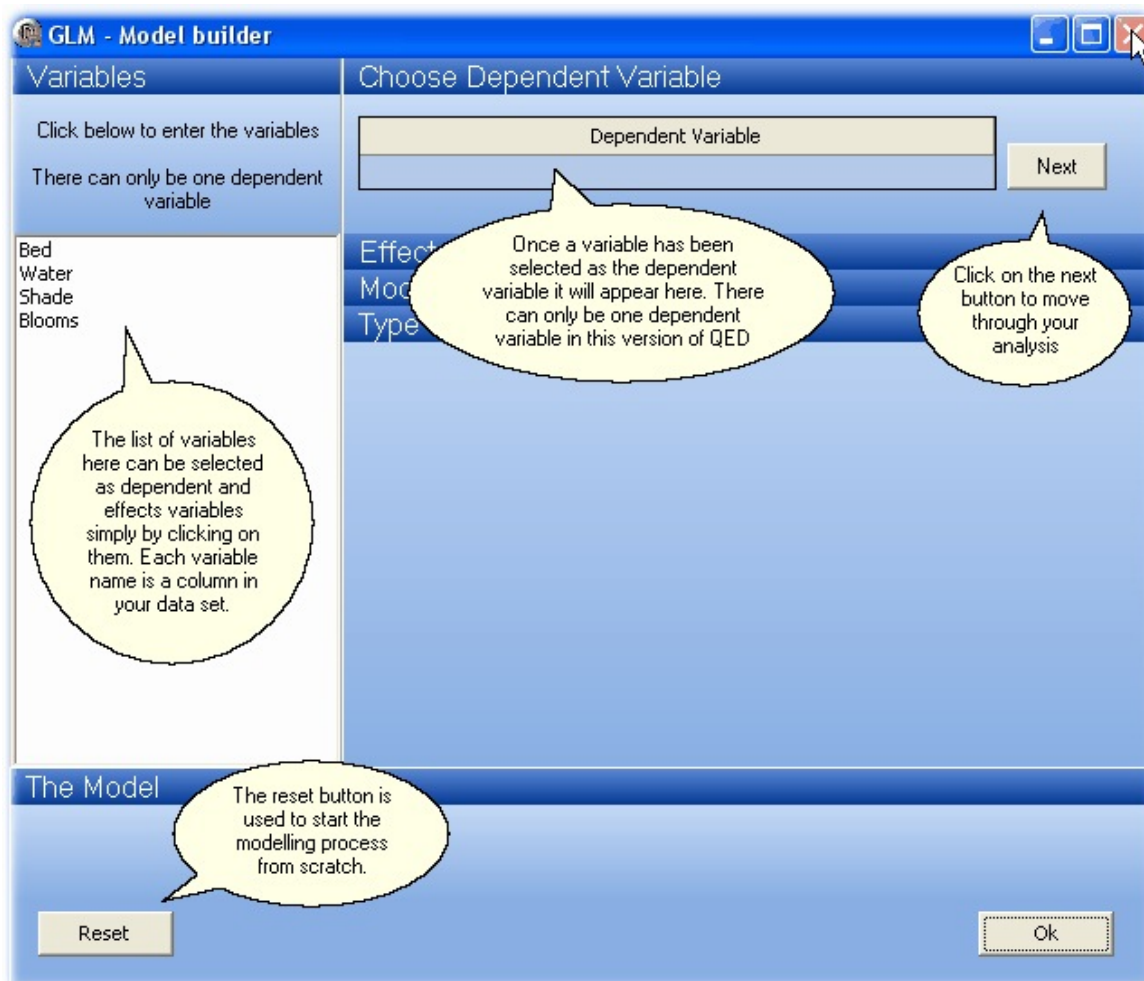 GLM - Model builder
Variables
Click below to enter the variables
There can only be one dependent
variable
Bed
Water
Shade
Blooms
The list of variables
here can be selected
as dependent and
effects variables
simply by clicking on
them. Each variable
name is a column in
your data set.
Choose Dependent Variable
Dependent Variable
Next
Once a variable has been
selected as the dependent
variable it will appear here. There
can only be one dependent
variable in this version of QED
Click on the next
button to move
through your
analysis
Effect
Mod
Type
The Model
The reset button is
used to start the
modelling process
from scratch.
Reset
Ok